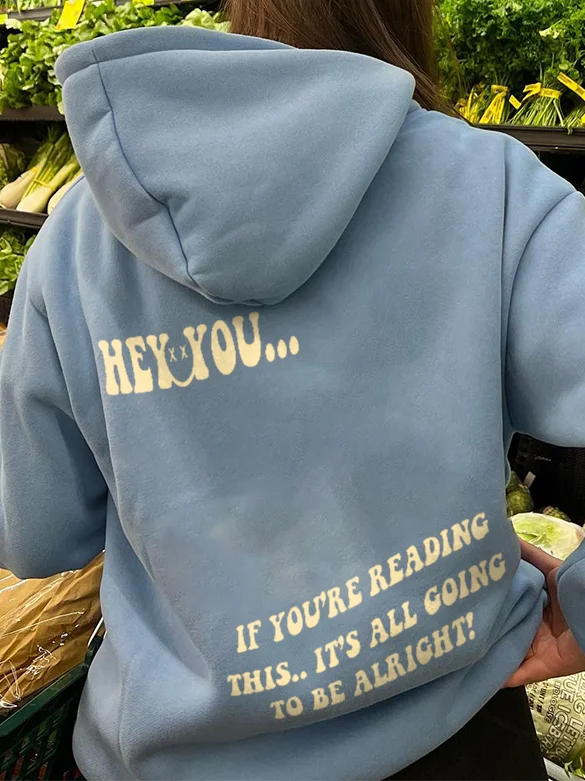 HEY YOU...
IF YOU'RE READING
THIS.. IT'S ALL GOING
TO BE ALRIGHT!